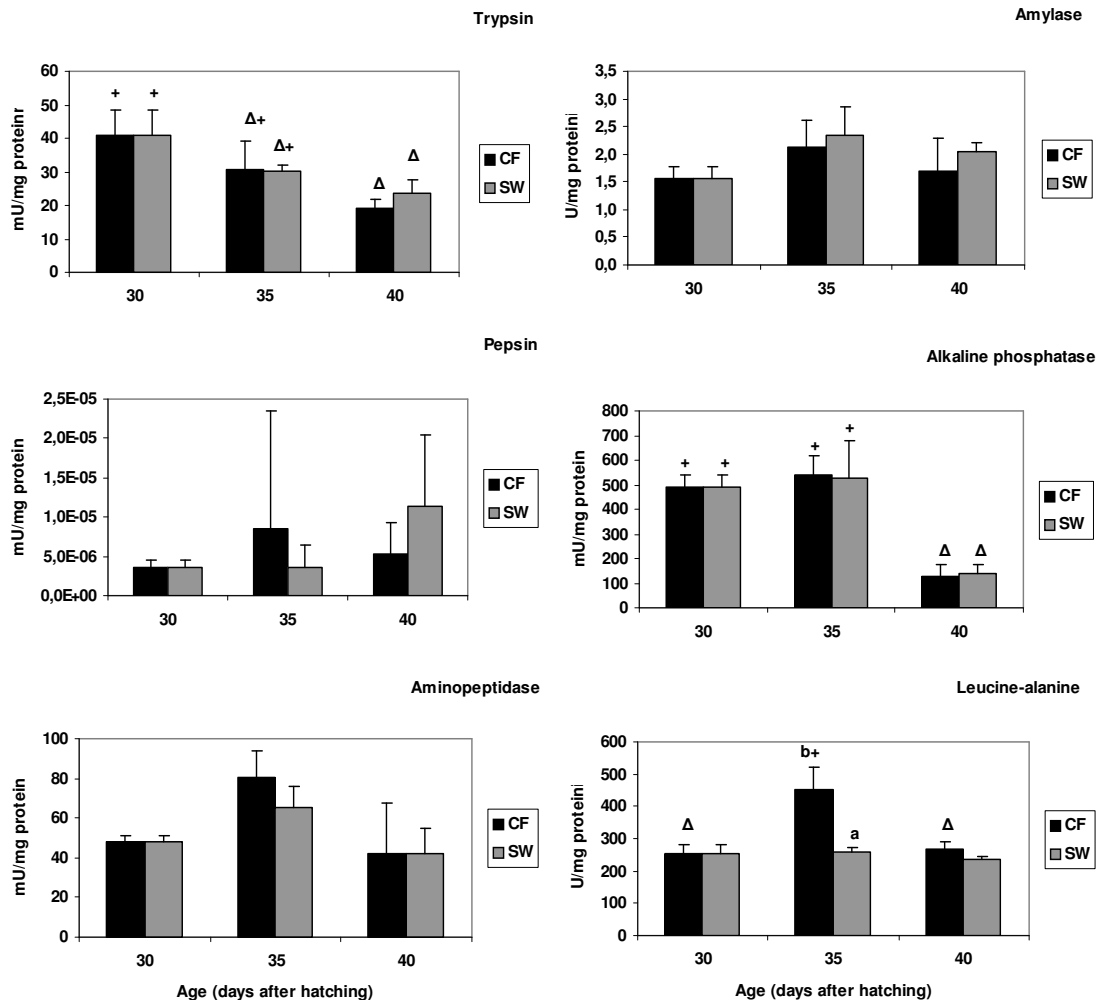 Trypsin
60
50
40
30
20
10
0
mU/mg proteinr
+ +
Δ+
Δ+
Δ
Δ
30 35 40
CF
SW
Amylase
3,5
3,0
2,5
2,0
1,5
1,0
0,5
0,0
U/mg protein
30 35 40
CF
SW
Pepsin
2,5E-05
2,0E-05
1,5E-05
1,0E-05
5,0E-06
0,0E+00
mU/mg protein
30 35 40
CF
SW
Alkaline phosphatase
800
700
600
500
400
300
200
100
0
mU/mg protein
+ +
+
+
Δ Δ
30 35 40
CF
SW
Aminopeptidase
100
80
60
40
20
0
mU/mg protein
30 35 40
Age (days after hatching)
CF
SW
Leucine-alanine
600
500
400
300
200
100
0
U/mg protein
Δ
b+
a
Δ
30 35 40
Age (days after hatching)
CF
SW